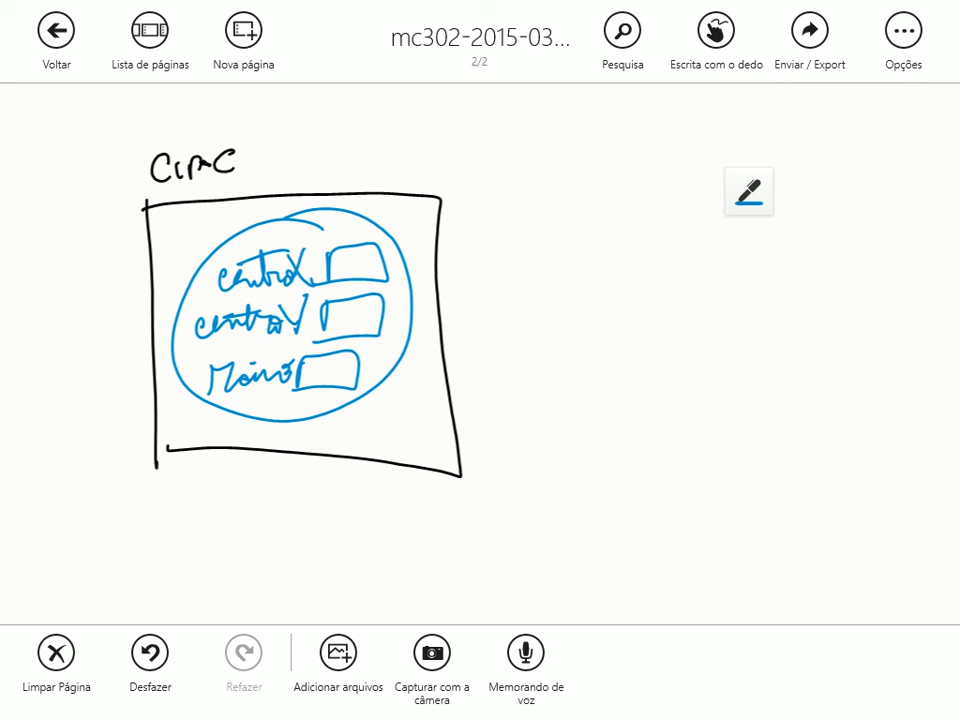 Voltar
Lista de páginas
Nova página
mc302-2015-03...
2/2
Pesquisa
Escrita com o dedo
Enviar / Export
Opções
centroX
centroY
Limpar Página
Desfazer
Refazer
Adicionar arquivos
Capturar com a
câmera
Memorando de
voz